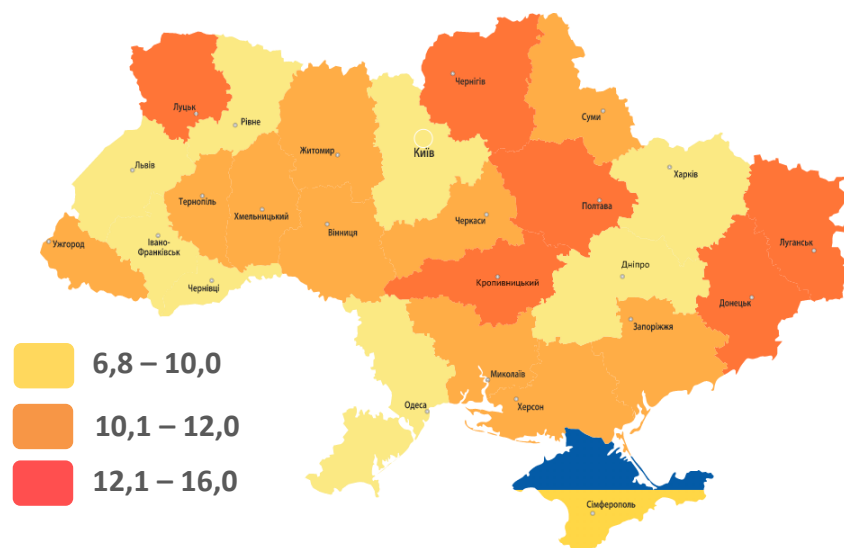 Чернігів
Луцьк
Рівне
Суми
Житомир
Київ
Львів
Харків
Тернопіль
Хмельницький
Полтава
Черкаси
Вінниця
Ужгород
Івано-
Франківськ
Луганськ
Дніпро
Чернівці
Кропивницький
Донецьк
Запоріжжя
6,8 – 10,0
Миколаїв
Херсон
Одеса
10,1 – 12,0
12,1 – 16,0
Сімферополь